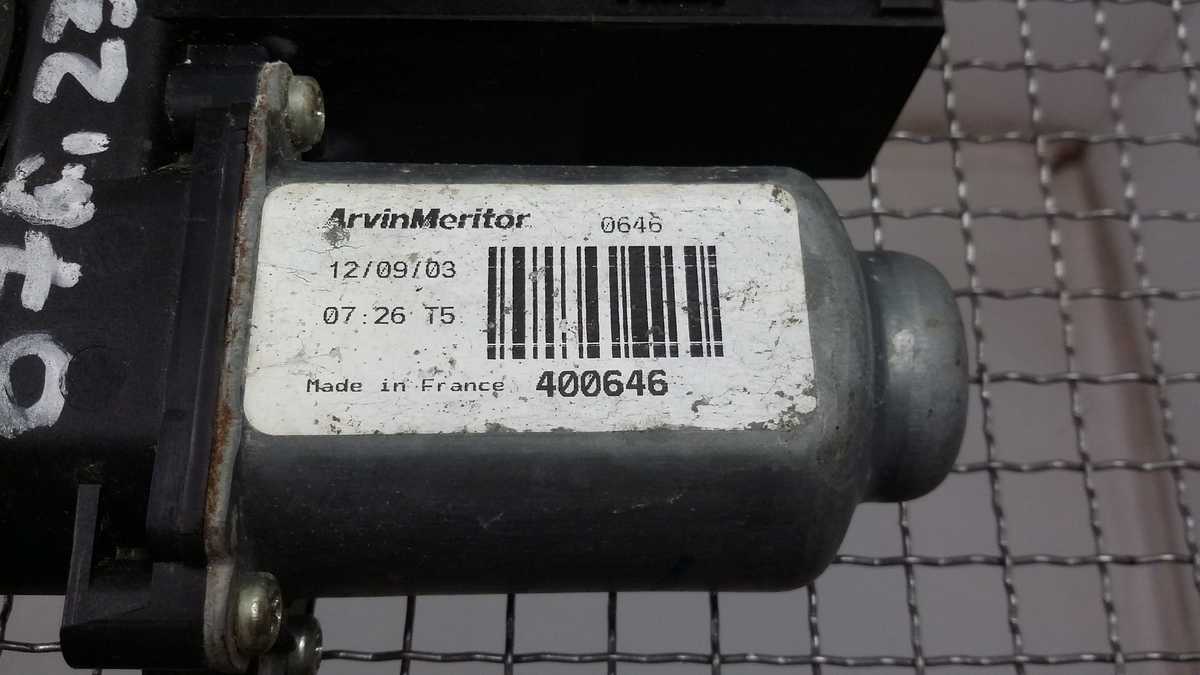 ArvinMeritor 0646
12/09/03
07:26 T5
Made in France 400646